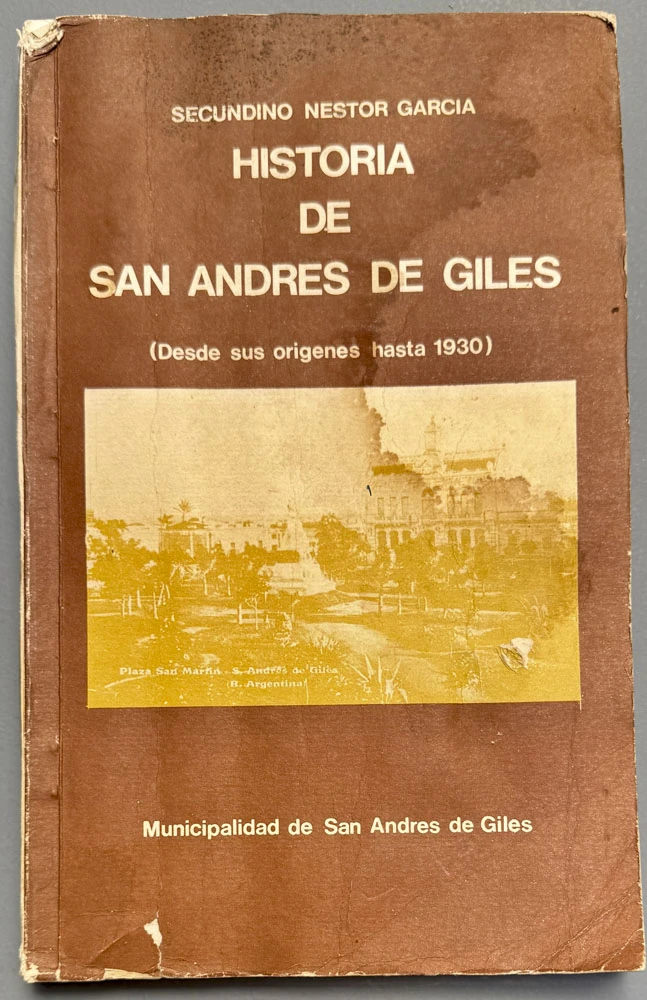 SECUNDINO NESTOR GARCIA
HISTORIA
DE
SAN ANDRES DE GILES
(Desde sus origenes hasta 1930)
Plaza San Martin - S. Andrés de Giles
R. Argentina
Municipalidad de San Andres de Giles